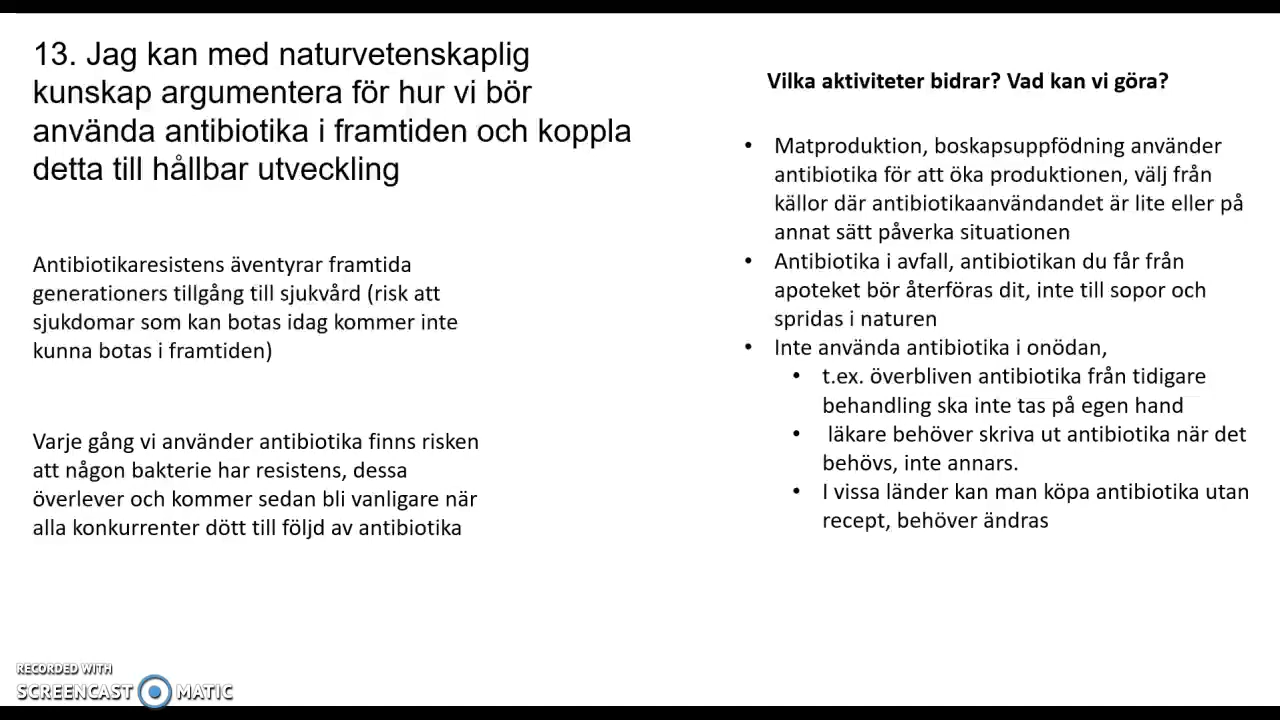 13. Jag kan med naturvetenskaplig
kunskap argumentera för hur vi bör
använda antibiotika i framtiden och koppla
detta till hållbar utveckling
Antibiotikaresistens äventyrar framtida
generationers tillgång till sjukvård (risk att
sjukdomar som kan botas idag kommer inte
kunna botas i framtiden)
Varje gång vi använder antibiotika finns risken
att någon bakterie har resistens, dessa
överlever och kommer sedan bli vanligare när
alla konkurrenter dött till följd av antibiotika
Vilka aktiviteter bidrar? Vad kan vi göra?
• Matproduktion, boskapsuppfödning använder
antibiotika för att öka produktionen, välj från
källor där antibiotikaanvändandet är lite eller på
annat sätt påverka situationen
• Antibiotika i avfall, antibiotikan du får från
apoteket bör återföras dit, inte till sopor och
spridas i naturen
• Inte använda antibiotika i onödan,
• t.ex. överbliven antibiotika från tidigare
behandling ska inte tas på egen hand
• läkare behöver skriva ut antibiotika när det
behövs, inte annars.
• I vissa länder kan man köpa antibiotika utan
recept, behöver ändras
RECORDED WITH
SCREENCAST MATIC